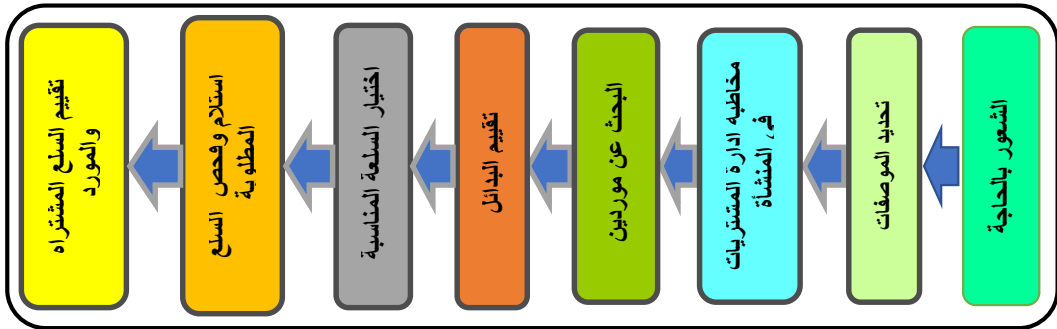 الشعور بالحاجة
تحديد الموصفات
مخاطبه ادارة المشتريات
في المنشأة
البحث عن موردين
تقييم البدائل
اختيار السلعة المناسبة
استلام وفحص السلع
المطلوبة
تقييم السلع المشتراه
والمورد